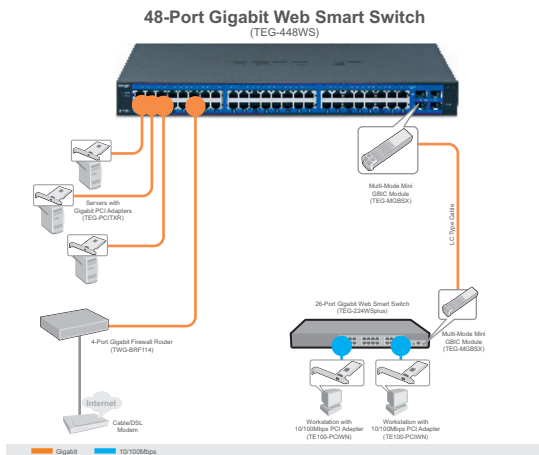 48-Port Gigabit Web Smart Switch
(TEG-448WS)
Servers with
Gigabit PCI Adapters
(TEG-PCITXR)
Multi-Mode Mini
GBIC Module
(TEG-MGBSX)
LC Type Cable
26-Port Gigabit Web Smart Switch
(TEG-224WSplus)
Multi-Mode Mini
GBIC Module
(TEG-MGBSX)
4-Port Gigabit Firewall Router
(TWG-BRF114)
Internet
Cable/DSL
Modem
Workstation with
10/100Mbps PCI Adapter
(TE100-PCIWN)
Workstation with
10/100Mbps PCI Adapter
(TE100-PCIWN)
Gigabit
10/100Mbps